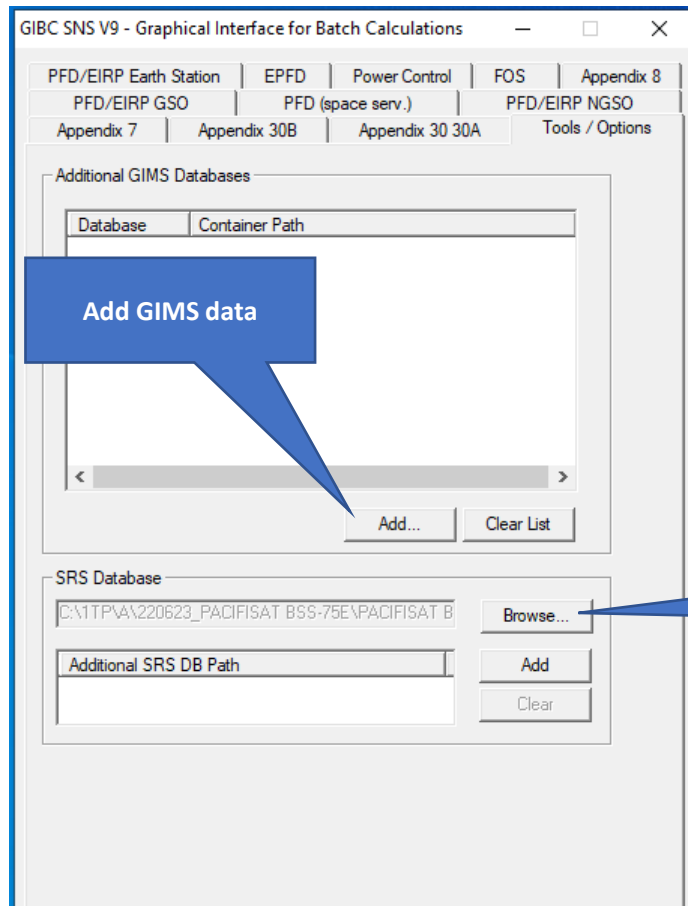 GIBC SNS V9 - Graphical Interface for Batch Calculations
PFD/EIRP Earth Station EPFD Power Control FOS Appendix 8
PFD/EIRP GSO PFD (space serv.) PFD/EIRP NGSO
Appendix 7 Appendix 30B Appendix 30 30A Tools / Options
Additional GIMS Databases
Database Container Path
Add GIMS data
Add... Clear List
SRS Database
C:\1TP\A\220623_PACIFISAT BSS-75E\PACIFISAT B Browse...
Additional SRS DB Path Add
Clear